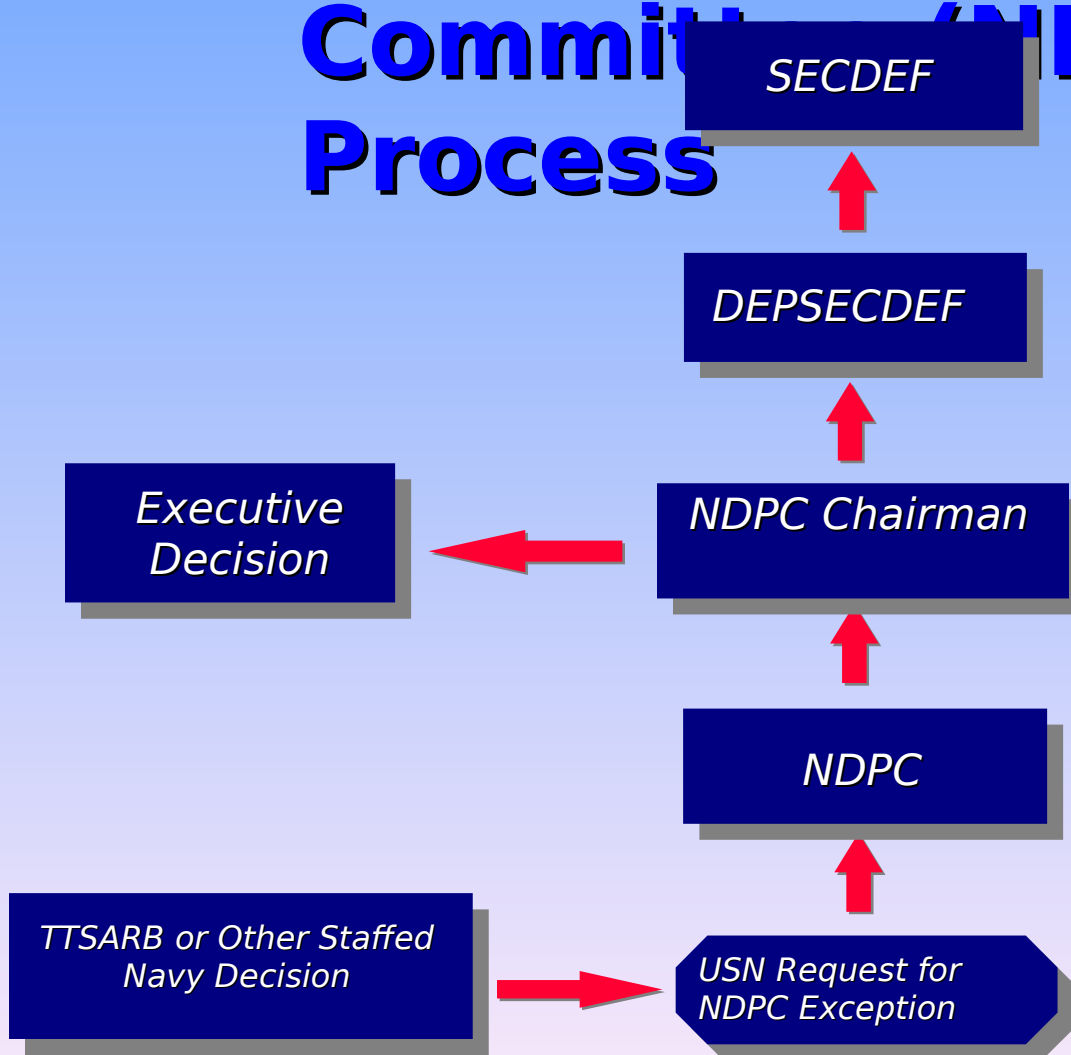 Process
SECDEF
DEPSECDEF
Executive
Decision
NDPC Chairman
NDPC
TTSARB or Other Staffed
Navy Decision
USN Request for
NDPC Exception